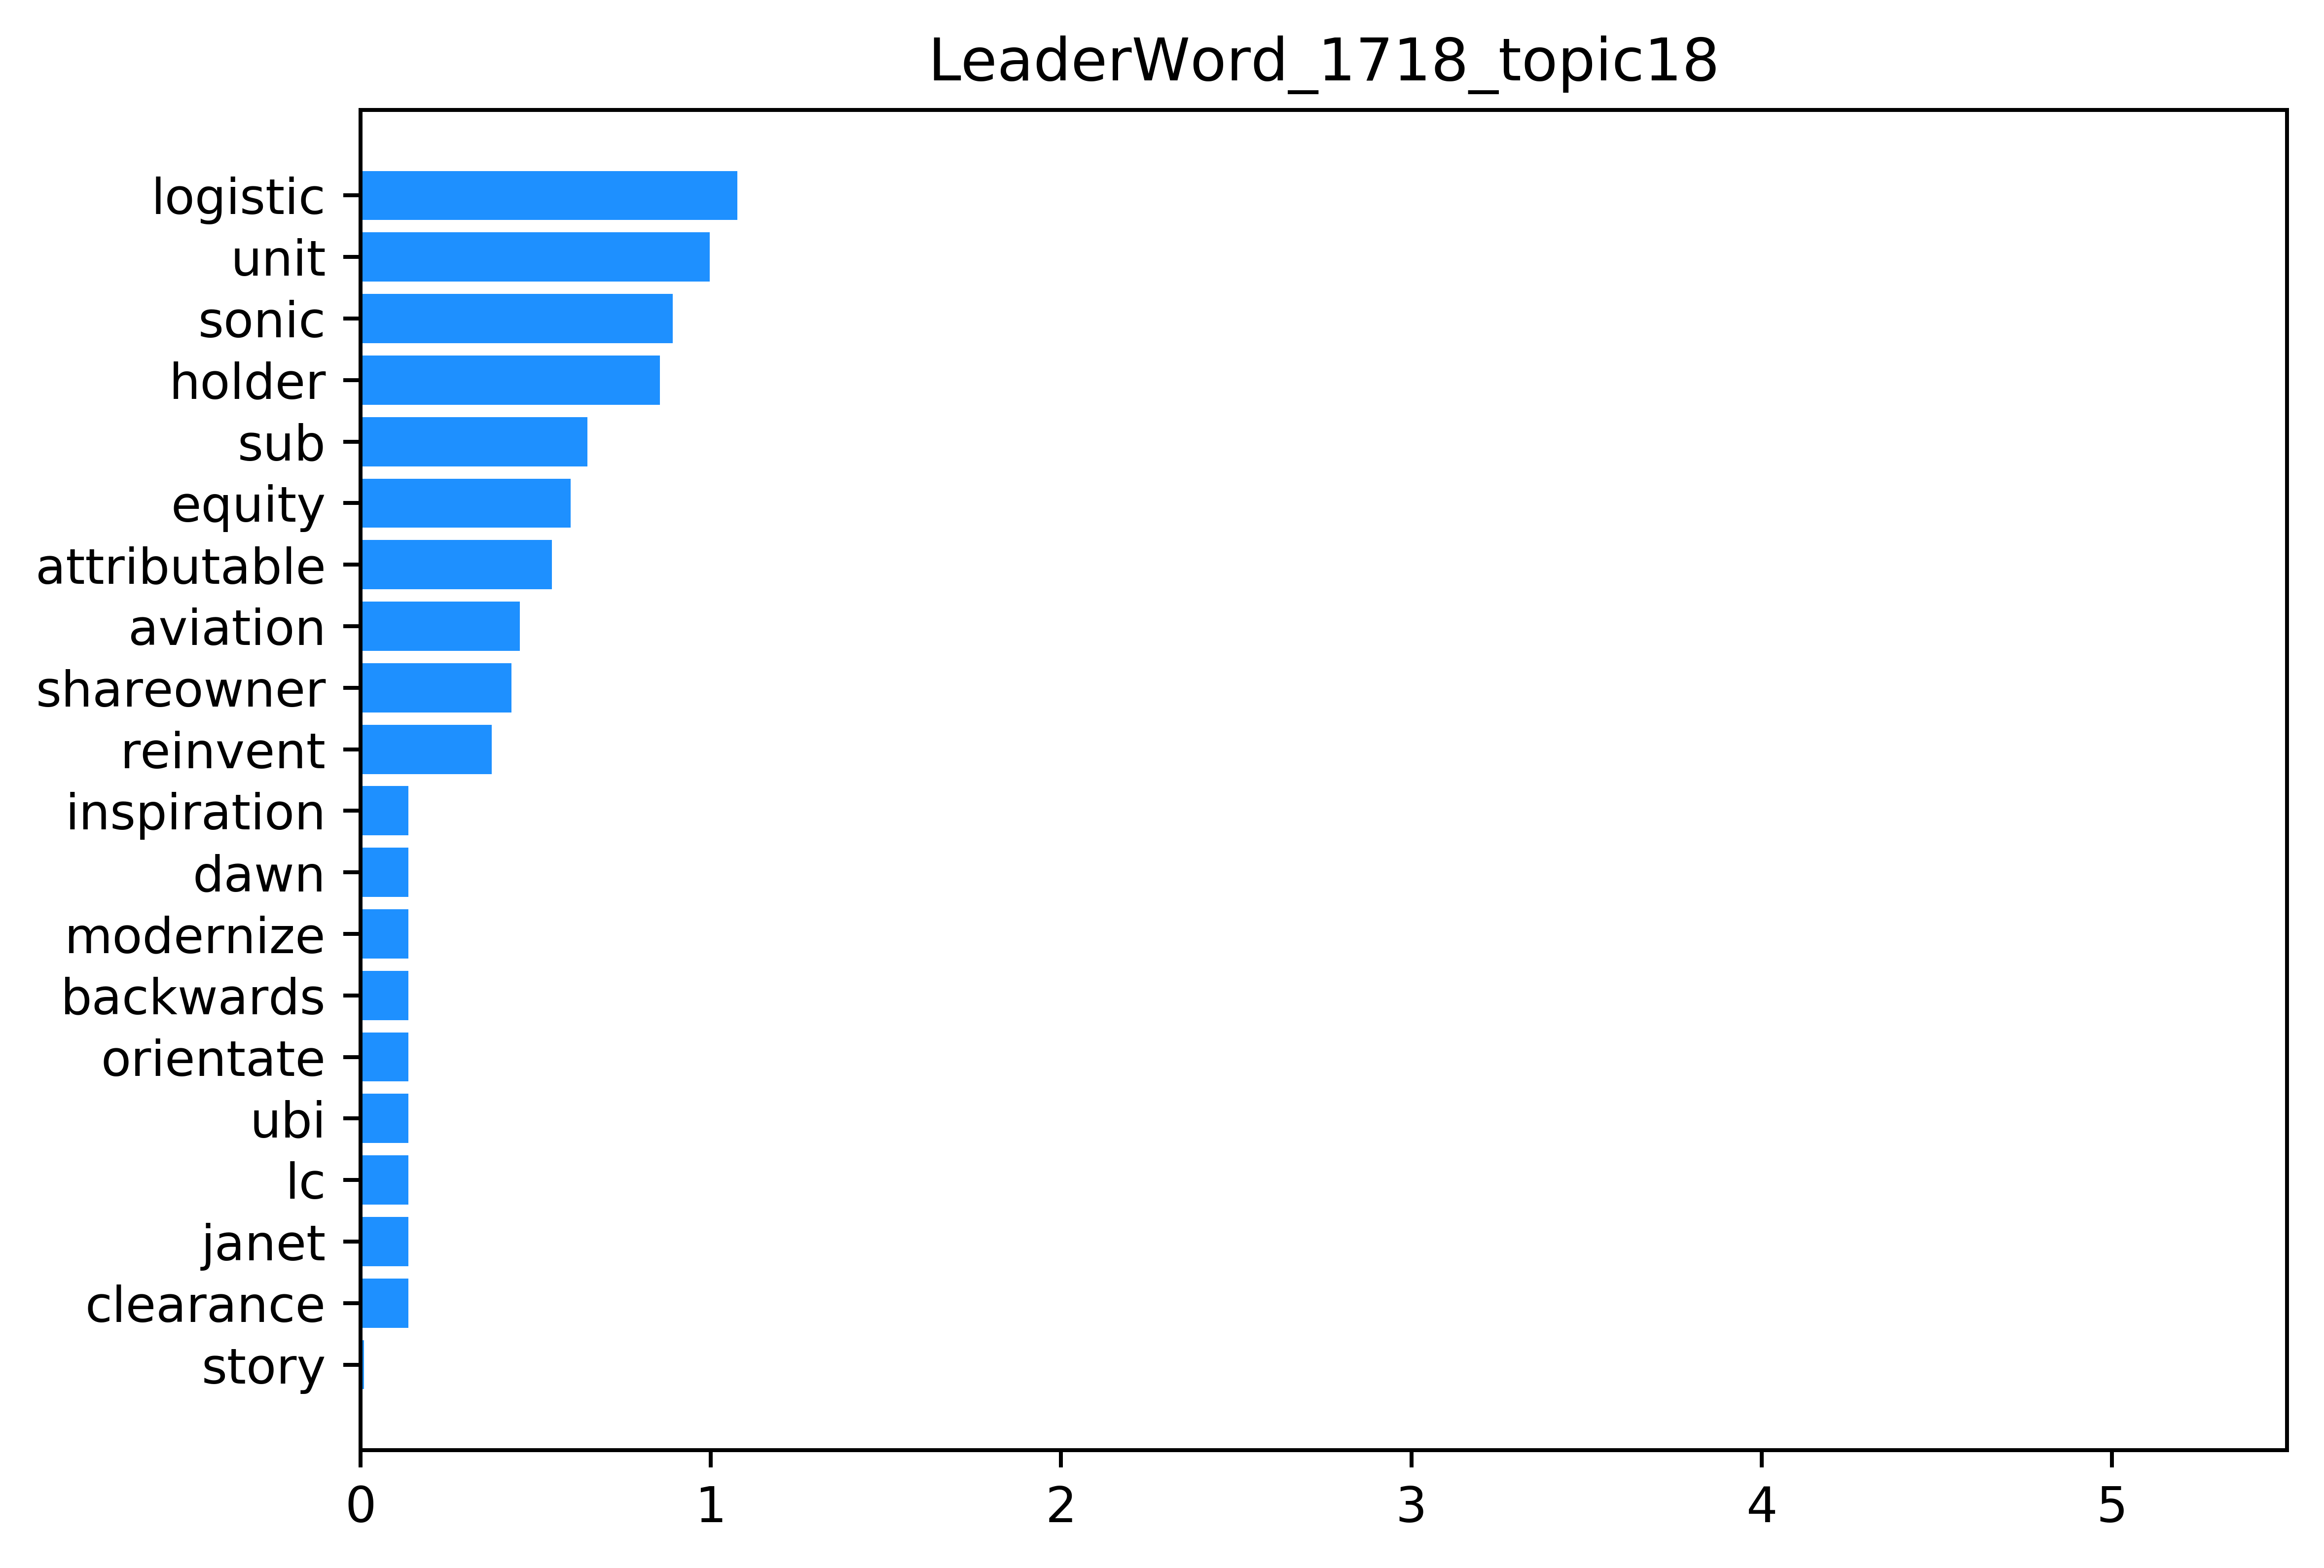 LeaderWord_1718_topic18
logistic
unit
sonic
holder
sub
equity
attributable
aviation
shareowner
reinvent
inspiration
dawn
modernize
backwards
orientate
ubi
lc
janet
clearance
story
0 1 2 3 4 5